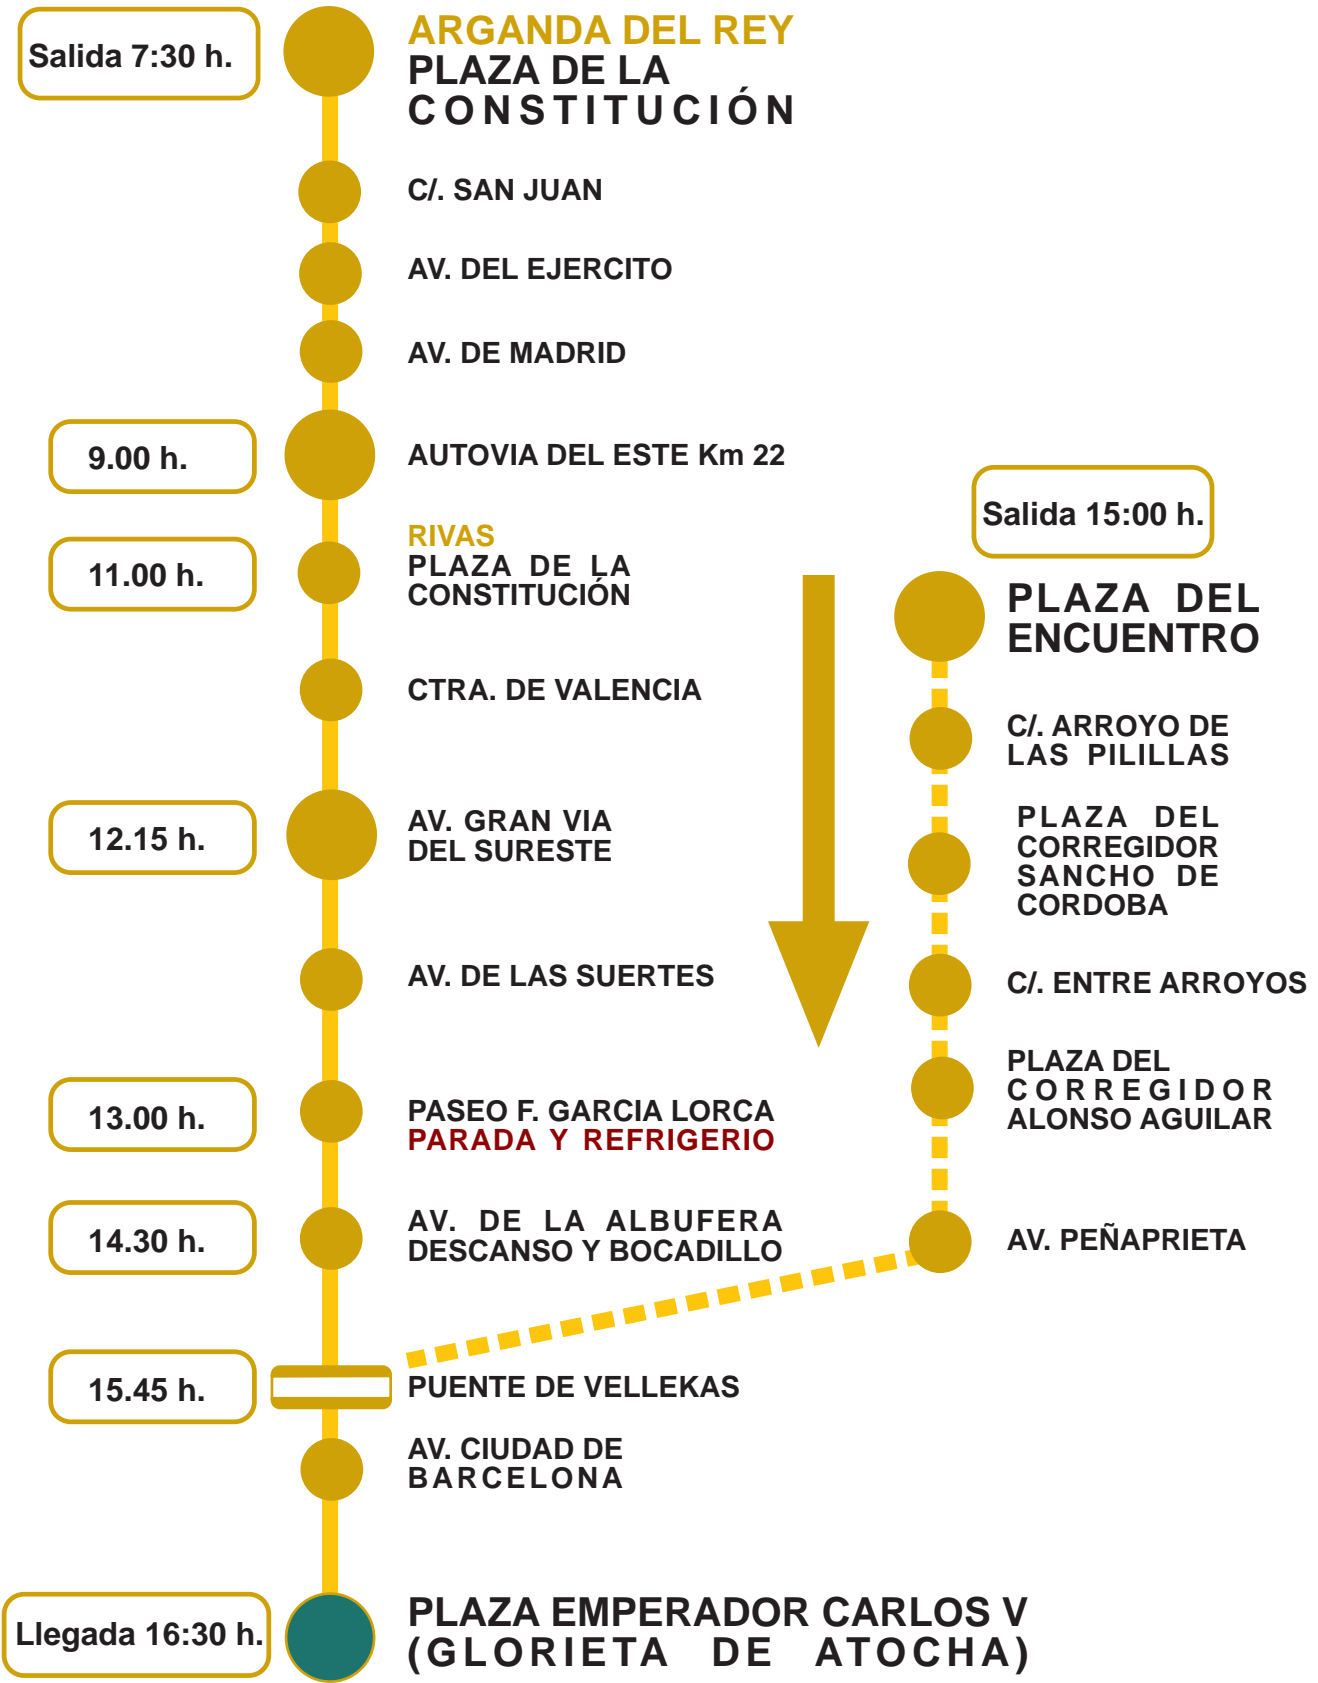 Salida 7:30 h.
ARGANDA DEL REY
PLAZA DE LA
CONSTITUCIÓN
C/. SAN JUAN
AV. DEL EJERCITO
AV. DE MADRID
9.00 h.
AUTOVIA DEL ESTE Km 22
11.00 h.
RIVAS
PLAZA DE LA
CONSTITUCIÓN
CTRA. DE VALENCIA
12.15 h.
AV. GRAN VIA
DEL SURESTE
AV. DE LAS SUERTES
13.00 h.
PASEO F. GARCIA LORCA
PARADA Y REFRIGERIO
14.30 h.
AV. DE LA ALBUFERA
DESCANSO Y BOCADILLO
15.45 h.
PUENTE DE VELLEKAS
AV. CIUDAD DE
BARCELONA
Llegada 16:30 h.
PLAZA EMPERADOR CARLOS V
(GLORIETA DE ATOCHA)
Salida 15:00 h.
PLAZA DEL
ENCUENTRO
C/. ARROYO DE
LAS PILILLAS
PLAZA DEL
CORREGIDOR
SANCHO DE
CORDOBA
C/. ENTRE ARROYOS
PLAZA DEL
CORREGIDOR
ALONSO AGUILAR
AV. PEÑAPRIETA